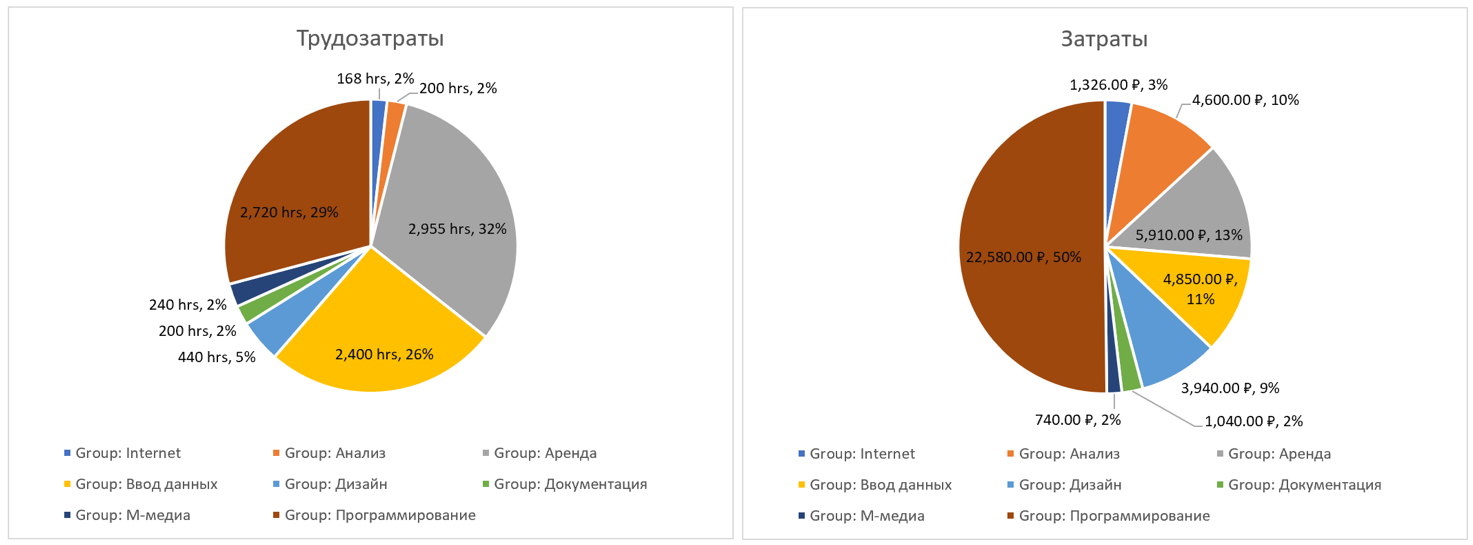 Трудозатраты
168 hrs, 2%
200 hrs, 2%
2,955 hrs, 32%
2,400 hrs, 26%
440 hrs, 5%
200 hrs, 2%
240 hrs, 2%
2,720 hrs, 29%
Group: Internet
Group: Анализ
Group: Аренда
Group: Ввод данных
Group: Дизайн
Group: Документация
Group: М-медиа
Group: Программирование
Затраты
1,326.00 ₽, 3%
4,600.00 ₽, 10%
5,910.00 ₽, 13%
4,850.00 ₽,
11%
3,940.00 ₽, 9%
1,040.00 ₽, 2%
740.00 ₽, 2%
22,580.00 ₽, 50%
Group: Internet
Group: Анализ
Group: Аренда
Group: Ввод данных
Group: Дизайн
Group: Документация
Group: М-медиа
Group: Программирование